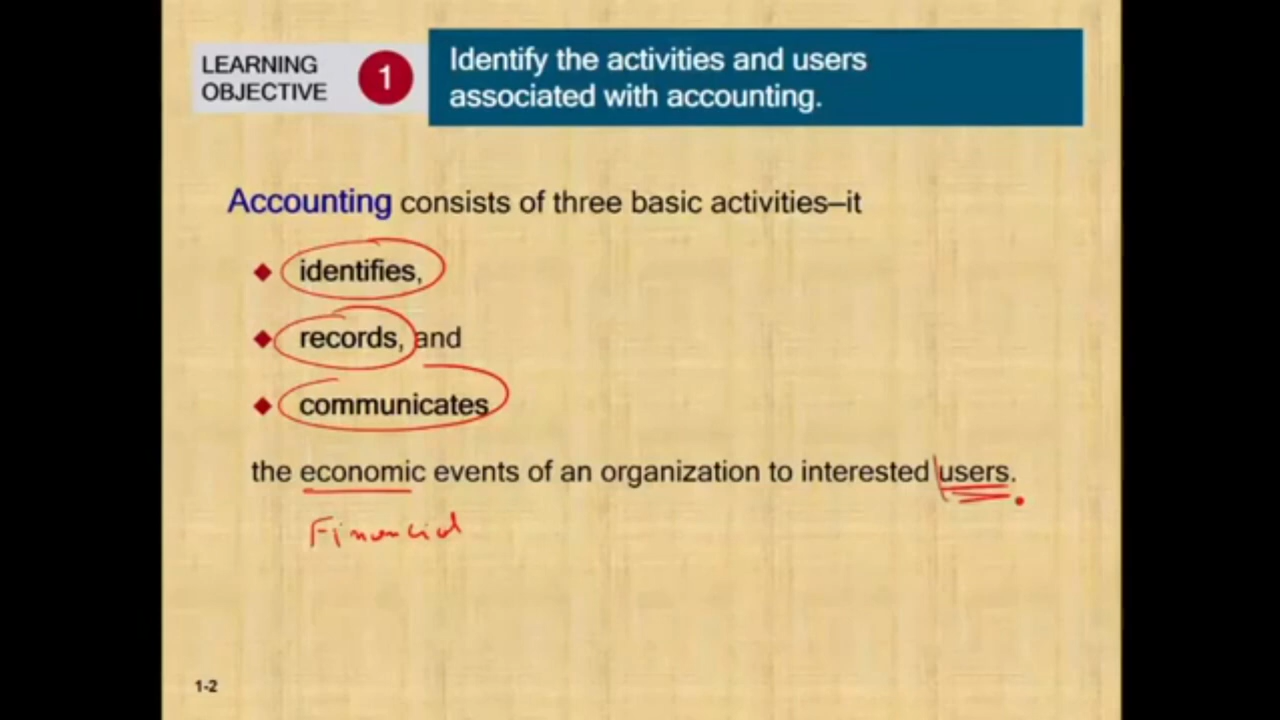 LEARNING
OBJECTIVE
1
Identify the activities and users
associated with accounting.
Accounting consists of three basic activities–it
◆ identifies,
◆ records, and
◆ communicates
the economic events of an organization to interested users.
Financial
1-2